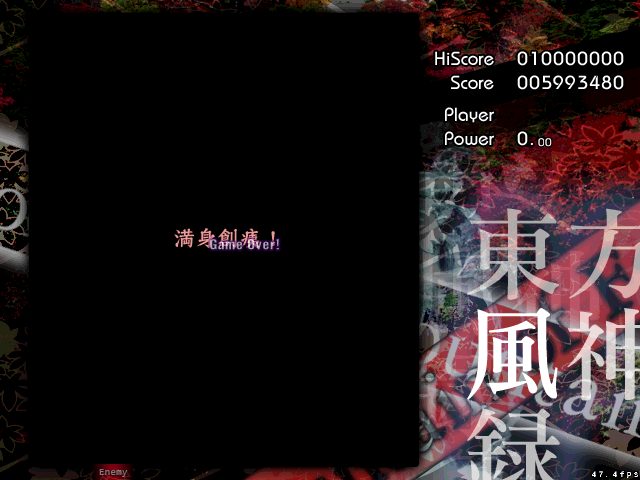 HiScore 010000000
Score 005993480
Player
Power 0.00
満身創痍!
Game Over!
東方
風神
録
Enemy
47.4fps